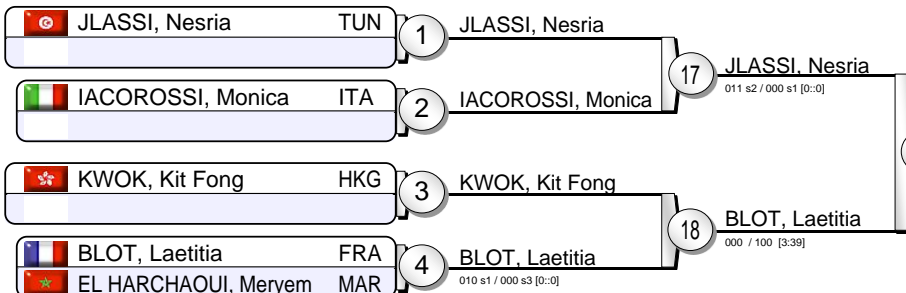 JLASSI, Nesria TUN
1
JLASSI, Nesria
17
JLASSI, Nesria
011 s2 / 000 s1 [0::0]
IACOROSSI, Monica ITA
2
IACOROSSI, Monica
KWOK, Kit Fong HKG
3
KWOK, Kit Fong
18
BLOT, Laetitia
000 / 100 [3:39]
BLOT, Laetitia FRA
EL HARCHAOUI, Meryem MAR
4
BLOT, Laetitia
010 s1 / 000 s3 [0::0]